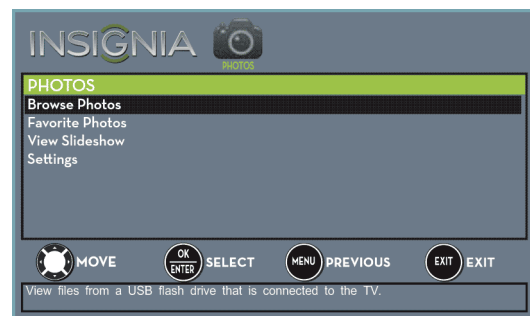 INSIGNIA
PHOTOS
PHOTOS
Browse Photos
Favorite Photos
View Slideshow
Settings
MOVE
OK
ENTER
SELECT
MENU
PREVIOUS
EXIT
EXIT
View files from a USB flash drive that is connected to the TV.